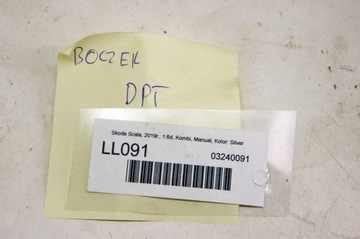 BOCZEK
DPT
Skoda Scala, 2019r., 1.6d, Kombi, Manual, Kolor: Silver
LL091
03240091